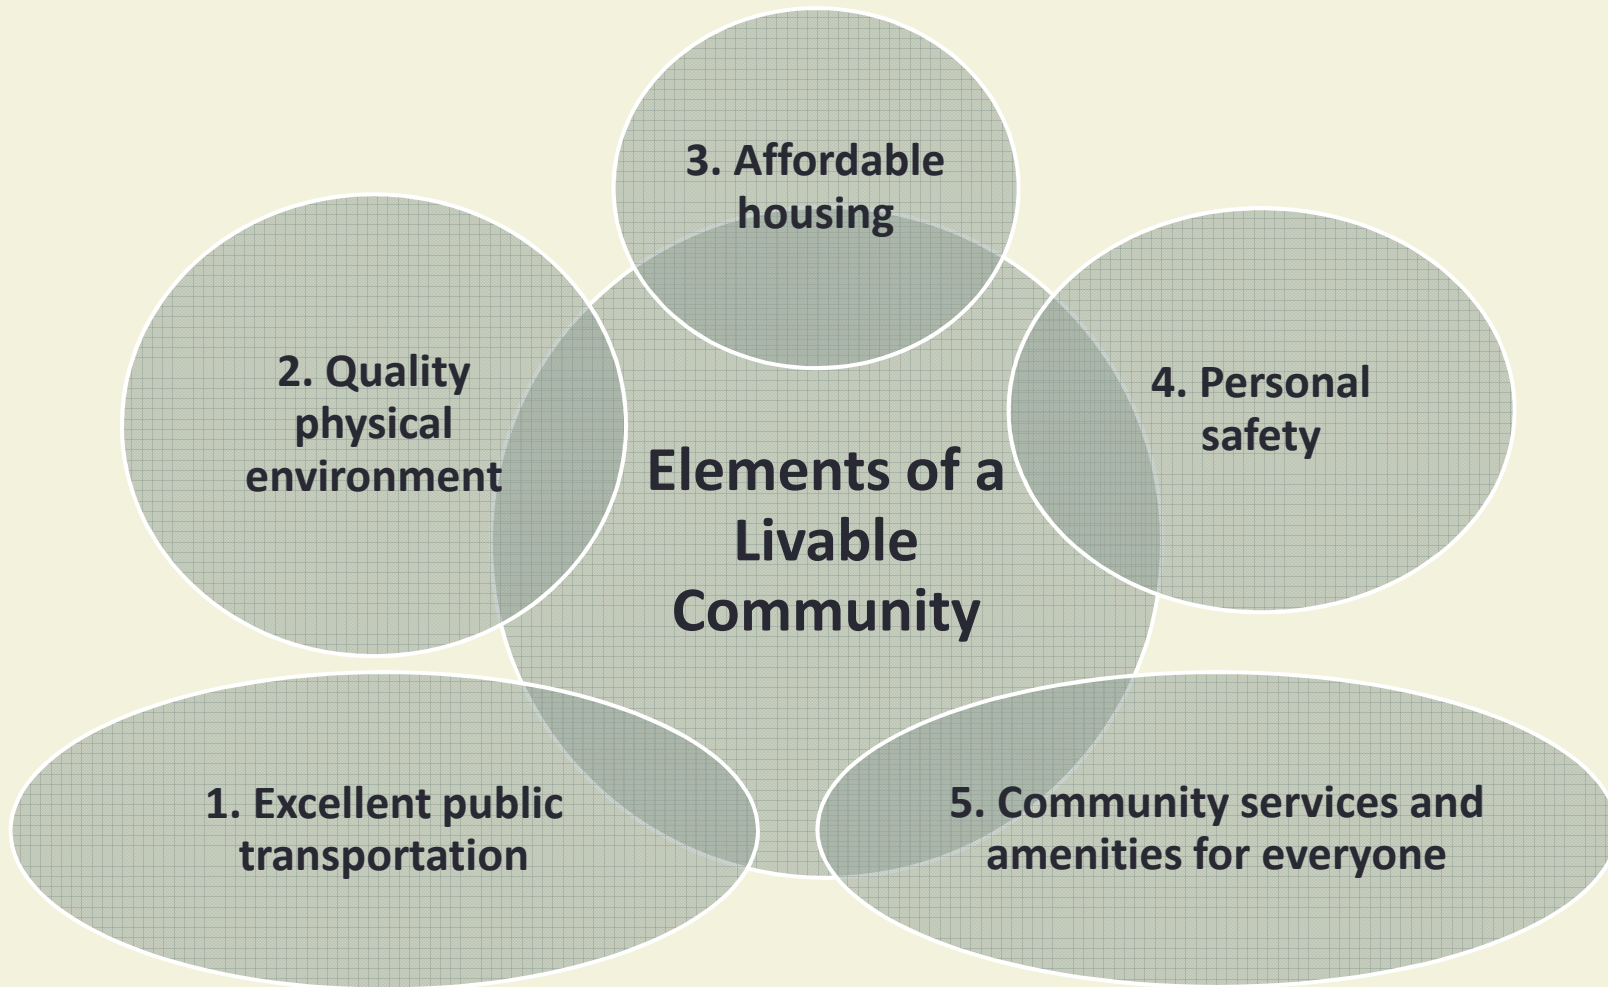 3. Affordable
housing
2. Quality
physical
environment
4. Personal
safety
Elements of a
Livable
Community
1. Excellent public
transportation
5. Community services and
amenities for everyone